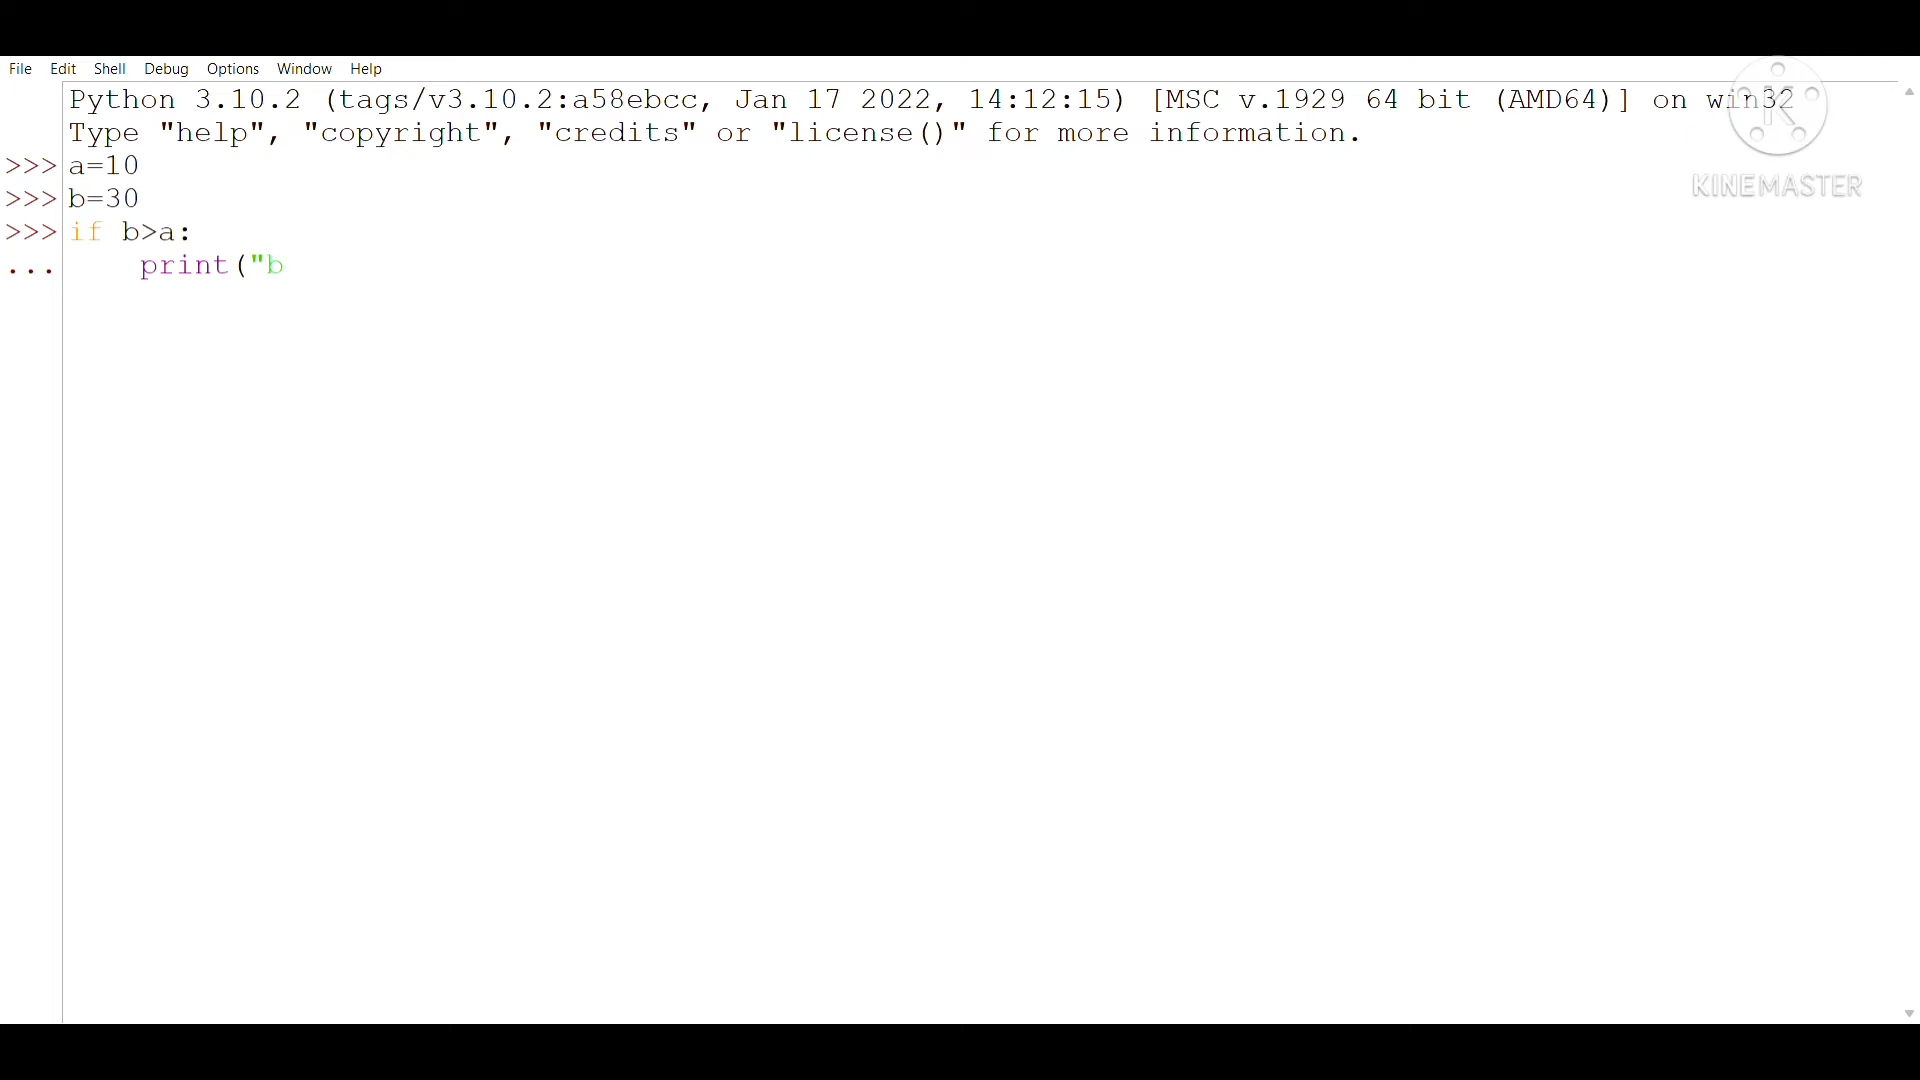 File Edit Shell Debug Options Window Help
Python 3.10.2 (tags/v3.10.2:a58ebcc, Jan 17 2022, 14:12:15) [MSC v.1929 64 bit (AMD64)] on win32
Type "help", "copyright", "credits" or "license()" for more information.
>>> a=10
>>> b=30
>>> if b>a:
...     print("b
K
KINEMASTER